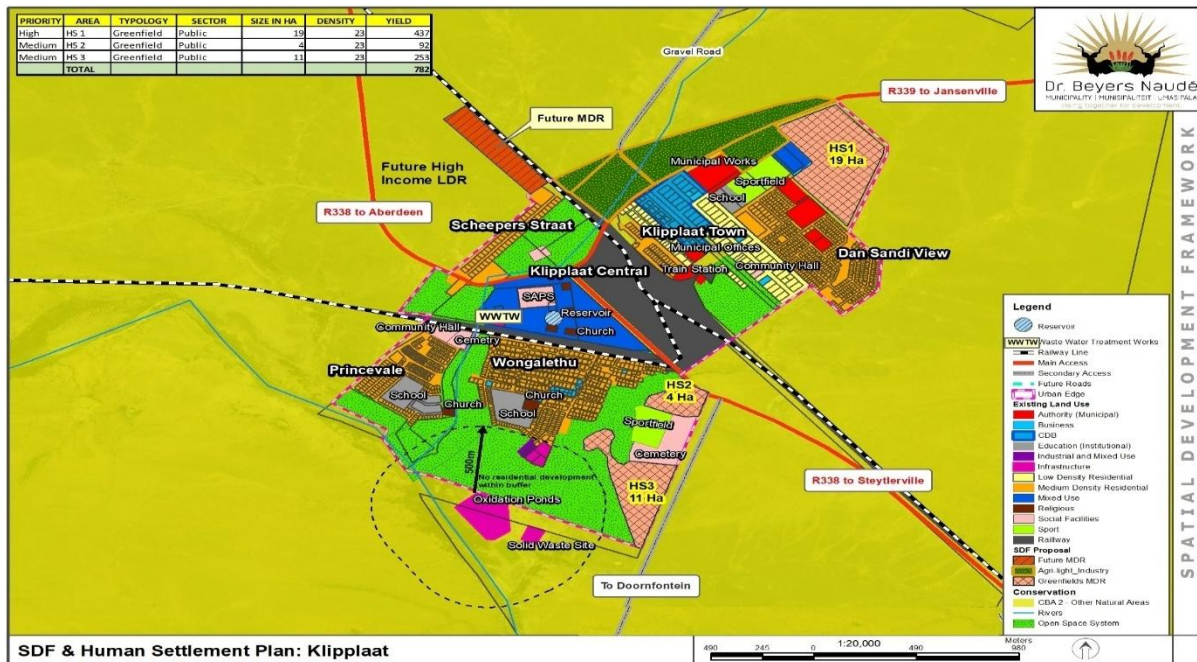 PRIORITY AREA TYPOLOGY SECTOR SIZE IN HA DENSITY YIELD
High HS 1 Greenfield Public 19 23 437
Medium HS 2 Greenfield Public 4 23 92
Medium HS 3 Greenfield Public 11 23 253
TOTAL 782
Dr. Beyers Naudé
MUNICIPALITY | MUNISIPALITEIT | UMASIPALA
rising together for development
SPATIAL DEVELOPMENT FRAMEWORK
Gravel Road
R339 to Jansenville
Future MDR
Future High
Income LDR
HS1
19 Ha
Municipal Works
Sportfield
School
R338 to Aberdeen
Scheepers Straat
Klipplaat Town
Municipal Offices
Dan Sandi View
Klipplaat Central
Train Station
Community Hall
SAPS
WWTW
Reservoir
Church
Community Hall
Cemetry
Princevale
Wongalethu
HS2
4 Ha
School
Church
Church
School
Sportfield
Cemetery
500m
No residential development
within buffer
HS3
11 Ha
R338 to Steytlerville
Oxidation Ponds
Solid Waste Site
To Doornfontein
Legend
Reservoir
WWTW Waste Water Treatment Works
Railway Line
Main Access
Secondary Access
Future Roads
Urban Edge
Existing Land Use
Authority (Municipal)
Business
CDB
Education (Institutional)
Industrial and Mixed Use
Infrastructure
Low Density Residential
Medium Density Residential
Mixed Use
Religious
Social Facilities
Sport
Raillway
SDF Proposal
Future MDR
Agri-light_Industry
Greenfields MDR
Conservation
CBA 2 - Other Natural Areas
Rivers
Open Space System
SDF & Human Settlement Plan: Klipplaat
1:20,000
Meters
490 245 0 490 980